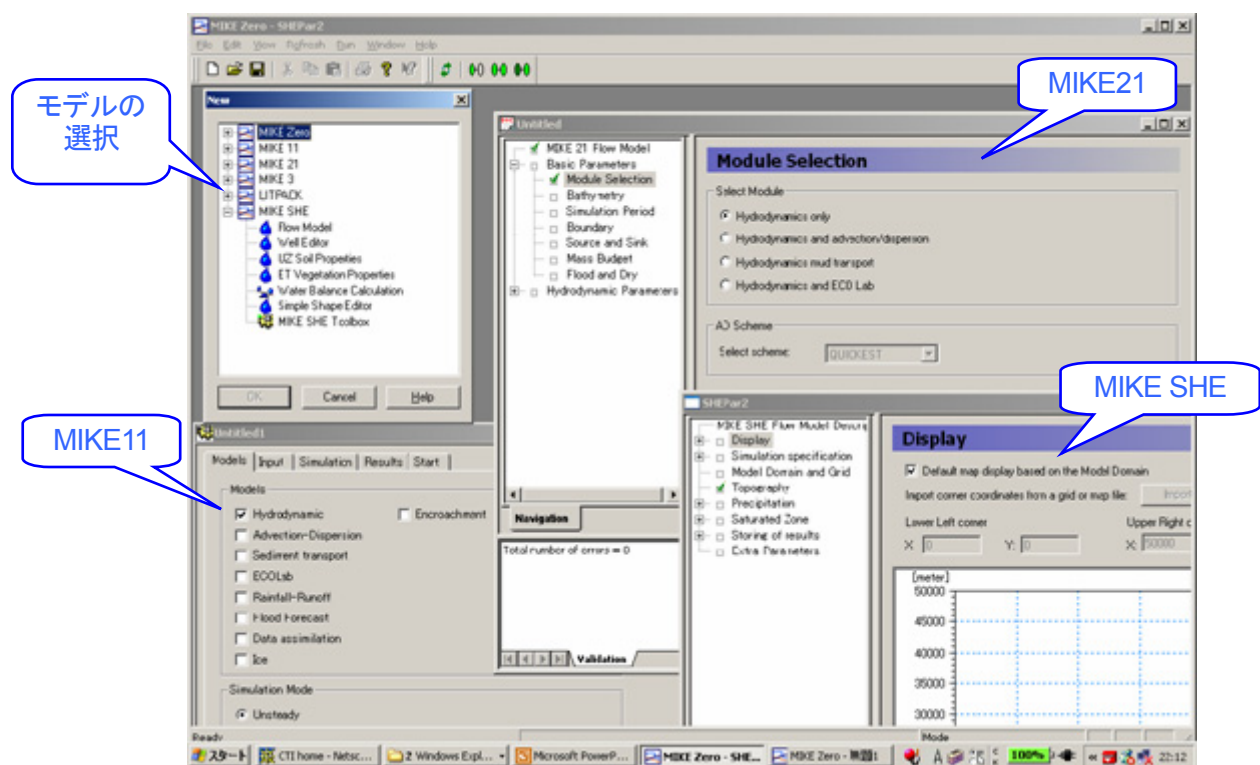 MIKE Zero - SHEPar2
File Edit View Refresh Run Window Help
モデルの
選択
New
MIKE Zero
MIKE 11
MIKE 21
MIKE 3
LITPACK
MIKE SHE
Flow Model
Well Editor
UZ Soil Properties
ET Vegetation Properties
Water Balance Calculation
Simple Shape Editor
MIKE SHE Toolbox
OK Cancel Help
MIKE21
Untitled
MIKE 21 Flow Model
Basic Parameters
Module Selection
Bathymetry
Simulation Period
Boundary
Source and Sink
Mass Budget
Flood and Dry
Hydrodynamic Parameters
Navigation
Total number of errors = 0
Validation
Module Selection
Select Module
Hydrodynamics only
Hydrodynamics and advection/disperson
Hydrodynamics mud transport
Hydrodynamics and ECO Lab
AD Scheme
Select scheme: QUICKEST
MIKE11
Untitled1
Models Input Simulation Results Start
Models
Hydrodynamic Encroachment
Advection-Dispersion
Sediment transport
ECOLab
Rainfall-Runoff
Flood Forecast
Data assimilation
Ice
Simulation Mode
Unsteady
MIKE SHE
SHEPar2
MIKE SHE Flow Model Descrip
Display
Simulation specification
Model Domain and Grid
Topography
Precipitation
Saturated Zone
Storing of results
Extra Parameters
Display
Default map display based on the Model Domain
Import corner coordinates from a grid or map file: Import
Lower Left corner Upper Right c
X: 0 Y: 0 X: 50000
[meter]
50000
45000
40000
35000
30000
Ready Mode
スタート CTI home - Netsc... 2 Windows Expl... Microsoft PowerP... MIKE Zero - SHE... MIKE Zero - 無題1 A 100% 22:12